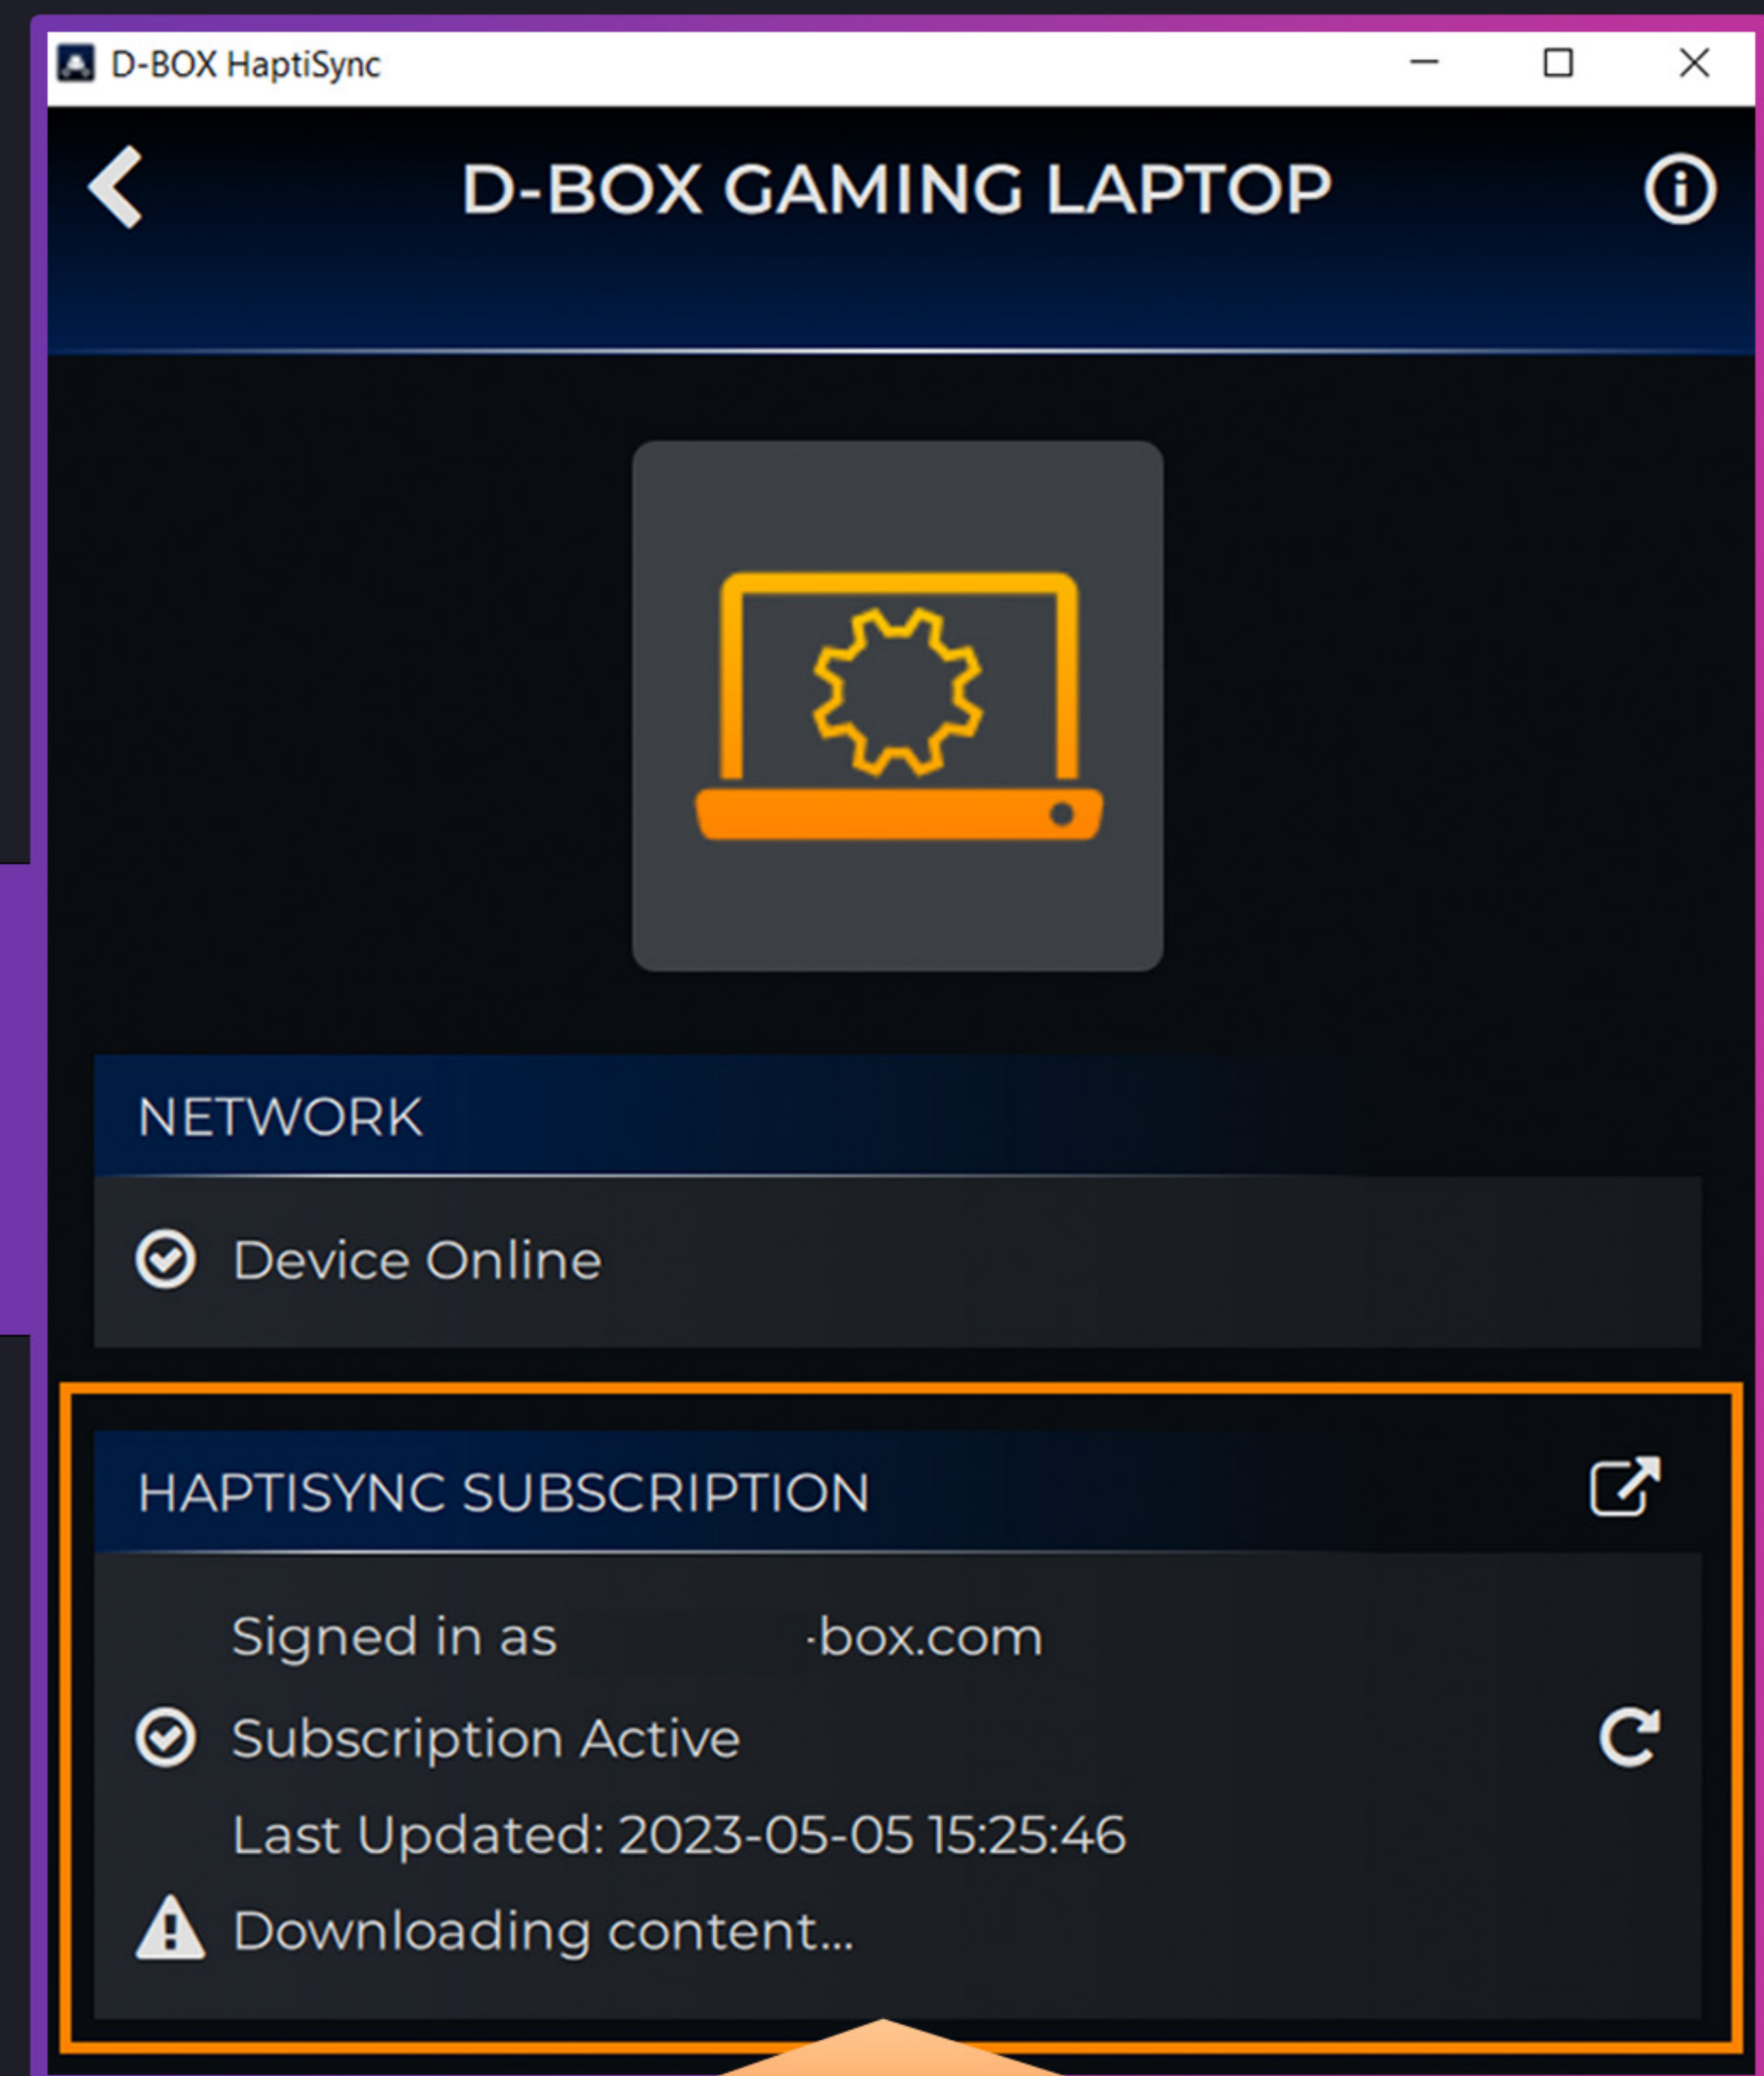 D-BOX HaptiSync
D-BOX GAMING LAPTOP
NETWORK
Device Online
HAPTISYNC SUBSCRIPTION
Signed in as -box.com
Subscription Active
Last Updated: 2023-05-05 15:25:46
Downloading content...